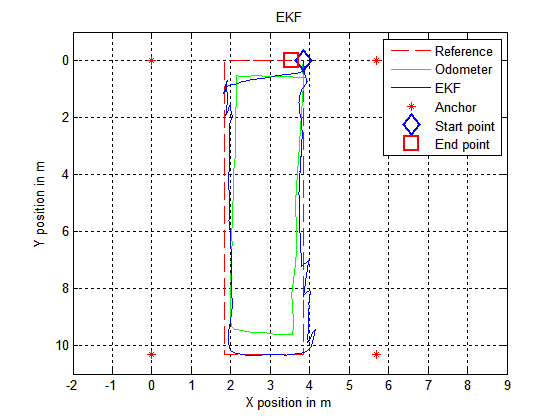 EKF
Reference
Odometer
EKF
Anchor
Start point
End point
0
2
4
6
8
10
Y position in m
-2
-1
0
1
2
3
4
5
6
7
8
9
X position in m